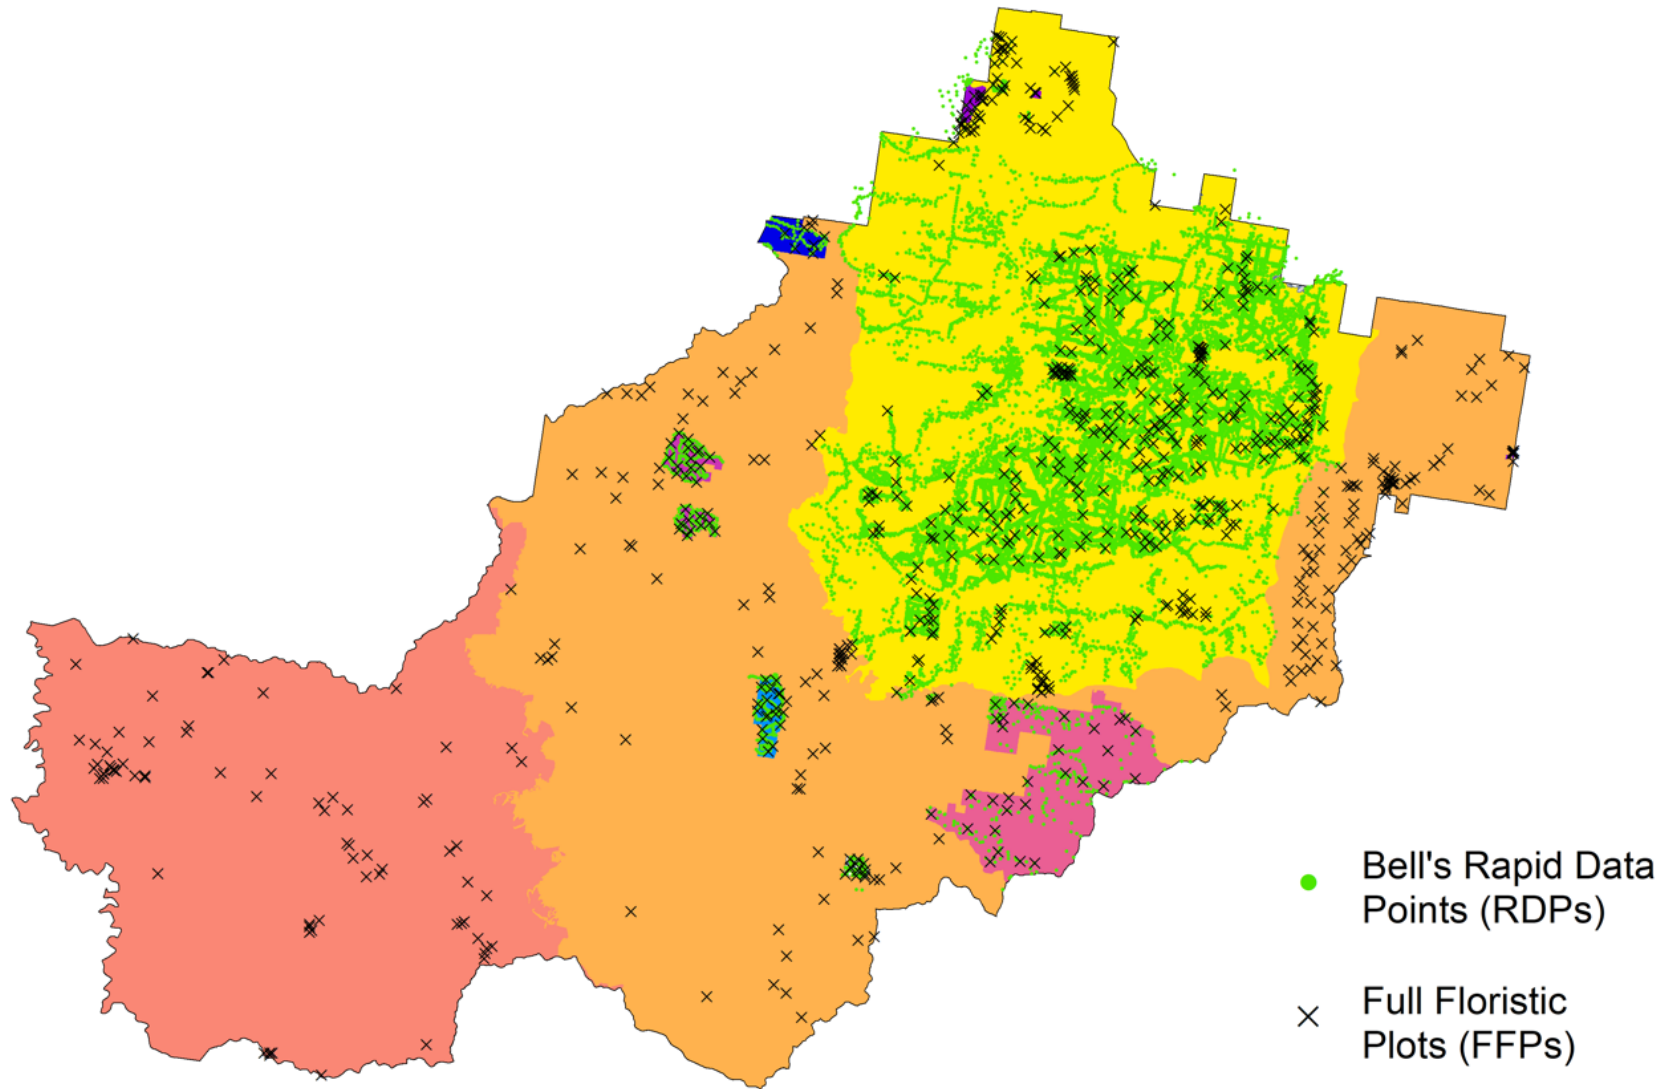 Bell's Rapid Data
Points (RDPs)
Full Floristic
Plots (FFPs)